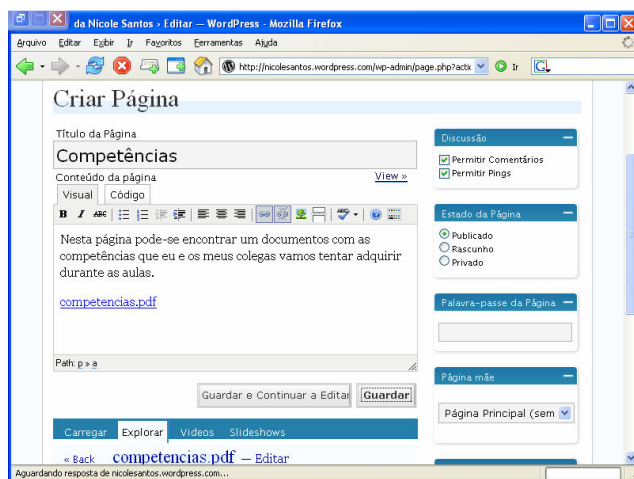 da Nicole Santos › Editar — WordPress - Mozilla Firefox
Arquivo Editar Exibir Ir Favoritos Ferramentas Ajuda
http://nicolesantos.wordpress.com/wp-admin/page.php?actic Ir
Criar Página
Título da Página
Competências
Conteúdo da página View »
Visual Código
B I ABC
Nesta página pode-se encontrar um documentos com as
competências que eu e os meus colegas vamos tentar adquirir
durante as aulas.
competencias.pdf
Path: p » a
Guardar e Continuar a Editar Guardar
Carregar Explorar Videos Slideshows
« Back competencias.pdf — Editar
Discussão
Permitir Comentários
Permitir Pings
Estado da Página
Publicado
Rascunho
Privado
Palavra-passe da Página
Página mãe
Página Principal (sem
Aguardando resposta de nicolesantos.wordpress.com...